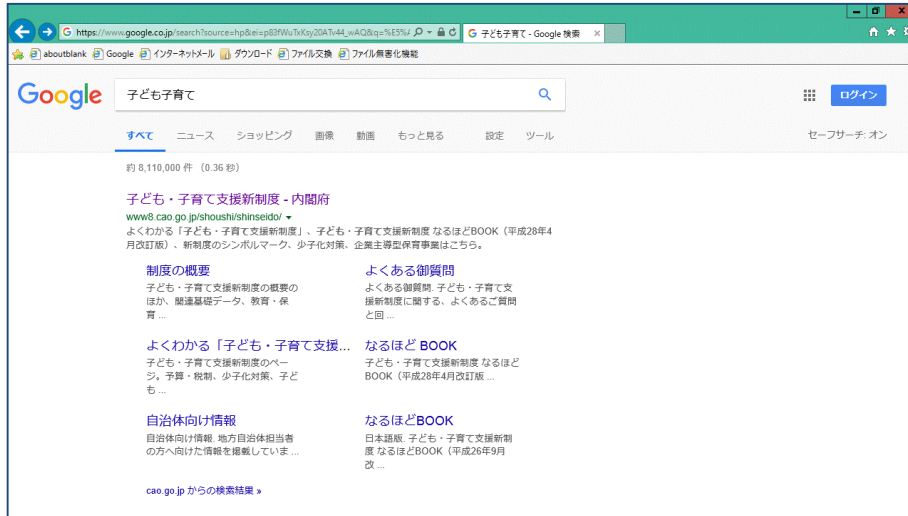 https://www.google.co.jp/search?source=hp&ei=p83fWuTxKsy20ATv44_wAQ&q=%E5%
G 子ども子育て - Google 検索 ×
aboutblank Google インターネットメール ダウンロード ファイル交換 ファイル無害化機能
Google 子ども子育て ログイン
すべて ニュース ショッピング 画像 動画 もっと見る 設定 ツール セーフサーチ: オン
約 8,110,000 件 (0.36 秒)
子ども・子育て支援新制度 - 内閣府
www8.cao.go.jp/shoushi/shinseido/
よくわかる「子ども・子育て支援新制度」、子ども・子育て支援新制度 なるほどBOOK(平成28年4
月改訂版)、新制度のシンボルマーク、少子化対策、企業主導型保育事業はこちら。
制度の概要
子ども・子育て支援新制度の概要の
ほか、関連基礎データ、教育・保
育 ...
よくある御質問
よくある御質問. 子ども・子育て支
援新制度に関する、よくあるご質問
と回 ...
よくわかる「子ども・子育て支援...
子ども・子育て支援新制度のペー
ジ。予算・税制、少子化対策、子ど
も ...
なるほど BOOK
子ども・子育て支援新制度 なるほど
BOOK(平成28年4月改訂版 ...
自治体向け情報
自治体向け情報. 地方自治体担当者
の方へ向けた情報を掲載していま ...
なるほどBOOK
日本語版. 子ども・子育て支援新制
度 なるほどBOOK(平成26年9月
改 ...
cao.go.jp からの検索結果 »